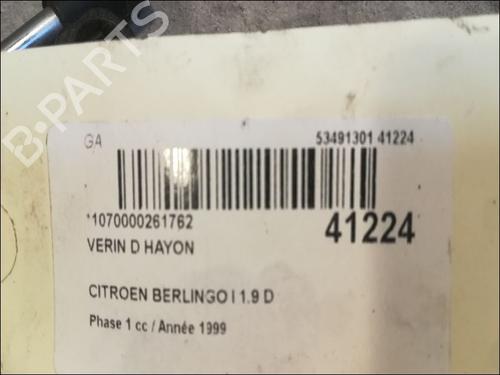 GA
53491301 41224
*1070000261762
41224
VERIN D HAYON
CITROEN BERLINGO I 1.9 D
Phase 1 cc / Année 1999
B-PARTS